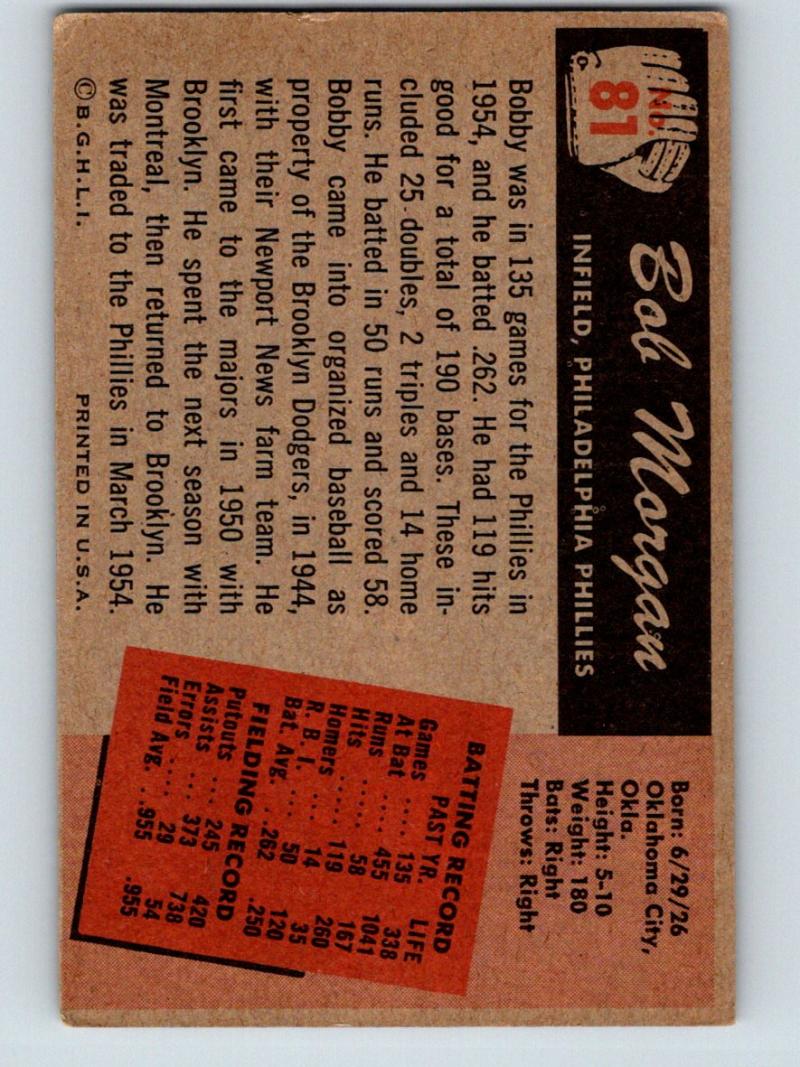 No.
81
Bob Morgan
INFIELD, PHILADELPHIA PHILLIES
Bobby was in 135 games for the Phillies in
1954, and he batted .262. He had 119 hits
good for a total of 190 bases. These in-
cluded 25 doubles, 2 triples and 14 home
runs. He batted in 50 runs and scored 58.
Bobby came into organized baseball as
property of the Brooklyn Dodgers, in 1944,
with their Newport News farm team. He
first came to the majors in 1950 with
Brooklyn. He spent the next season with
Montreal, then returned to Brooklyn. He
was traded to the Phillies in March 1954.
©B.G.H.L.I. PRINTED IN U.S.A.
Born: 6/29/26
Oklahoma City,
Okla.
Height: 5-10
Weight: 180
Bats: Right
Throws: Right
BATTING RECORD
PAST YR. LIFE
Games .... 135 338
At Bat .... 455 1041
Runs ..... 58 167
Hits ..... 119 260
Homers ... 14 35
R. B. I. ... 50 120
Bat. Avg. . .262 .250
FIELDING RECORD
Putouts ... 245 420
Assists ... 373 738
Errors .... 29 54
Field Avg. . .955 .955